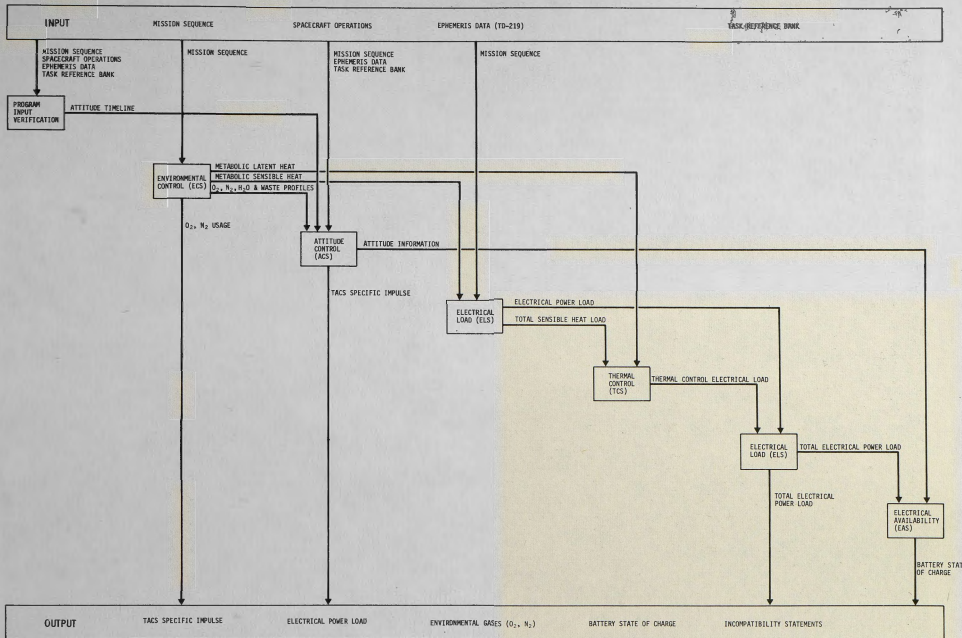 INPUT MISSION SEQUENCE SPACECRAFT OPERATIONS EPHEMERIS DATA (TD-219) TASK REFERENCE BANK
MISSION SEQUENCE
SPACECRAFT OPERATIONS
EPHEMERIS DATA
TASK REFERENCE BANK
MISSION SEQUENCE
MISSION SEQUENCE
EPHEMERIS DATA
TASK REFERENCE BANK
MISSION SEQUENCE
PROGRAM
INPUT
VERIFICATION
ATTITUDE TIMELINE
ENVIRONMENTAL
CONTROL (ECS)
METABOLIC LATENT HEAT
METABOLIC SENSIBLE HEAT
O₂, N₂, H₂O & WASTE PROFILES
O₂, N₂ USAGE
ATTITUDE
CONTROL
(ACS)
ATTITUDE INFORMATION
TACS SPECIFIC IMPULSE
ELECTRICAL
LOAD (ELS)
ELECTRICAL POWER LOAD
TOTAL SENSIBLE HEAT LOAD
THERMAL
CONTROL
(TCS)
THERMAL CONTROL ELECTRICAL LOAD
ELECTRICAL
LOAD (ELS)
TOTAL ELECTRICAL POWER LOAD
TOTAL ELECTRICAL
POWER LOAD
ELECTRICAL
AVAILABILITY
(EAS)
BATTERY STAT
OF CHARGE
OUTPUT TACS SPECIFIC IMPULSE ELECTRICAL POWER LOAD ENVIRONMENTAL GASES (O₂, N₂) BATTERY STATE OF CHARGE INCOMPATIBILITY STATEMENTS